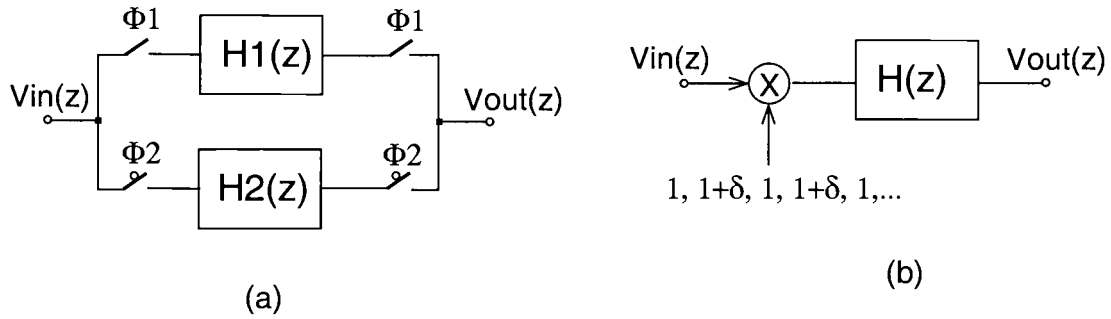 Φ1
Φ1
H1(z)
Vin(z)
Vout(z)
Φ2
Φ2
H2(z)
(a)
Vin(z)
X
H(z)
Vout(z)
1, 1+δ, 1, 1+δ, 1,...
(b)